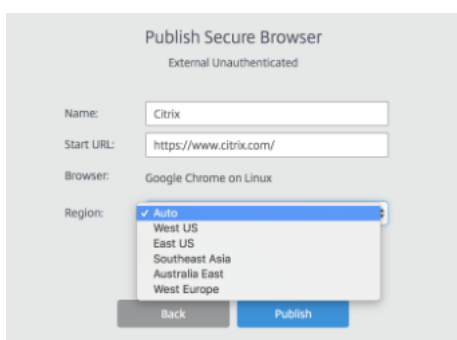 Publish Secure Browser
External Unauthenticated
Name: Citrix
Start URL: https://www.citrix.com/
Browser: Google Chrome on Linux
Region: ✓ Auto
West US
East US
Southeast Asia
Australia East
West Europe
Back Publish